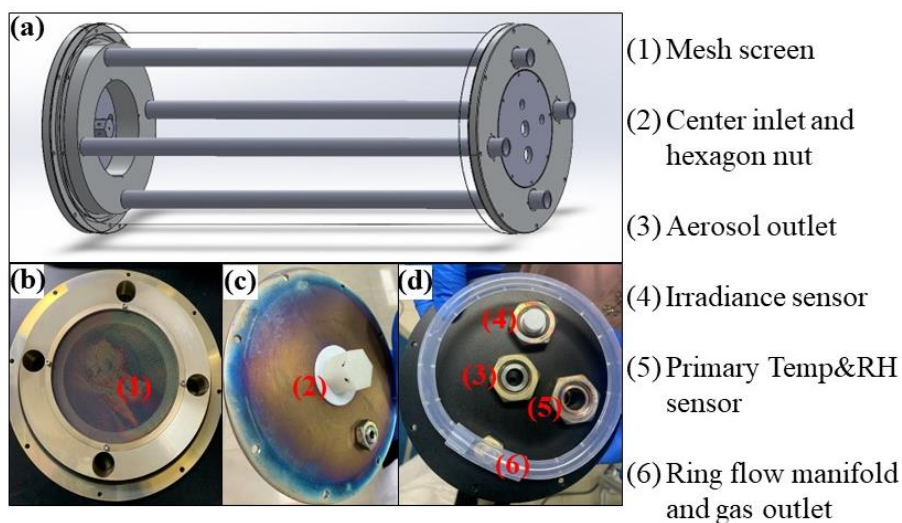 (a)
(b)
(c)
(d)
(1)
(2)
(3)
(4)
(5)
(6)
(1) Mesh screen
(2) Center inlet and
hexagon nut
(3) Aerosol outlet
(4) Irradiance sensor
(5) Primary Temp&RH
sensor
(6) Ring flow manifold
and gas outlet